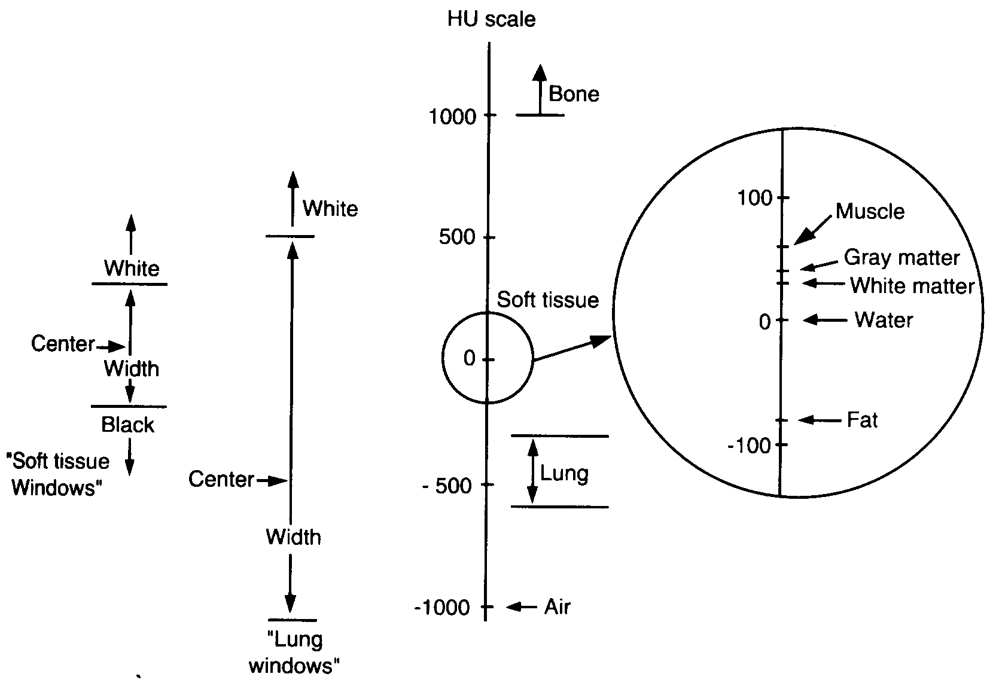 HU scale
Bone
1000
White
500
White
Soft tissue
Center
0
Width
Black
"Soft tissue
Windows"
Center
- 500
Lung
Width
-1000
Air
"Lung
windows"
100
Muscle
Gray matter
White matter
0
Water
Fat
-100